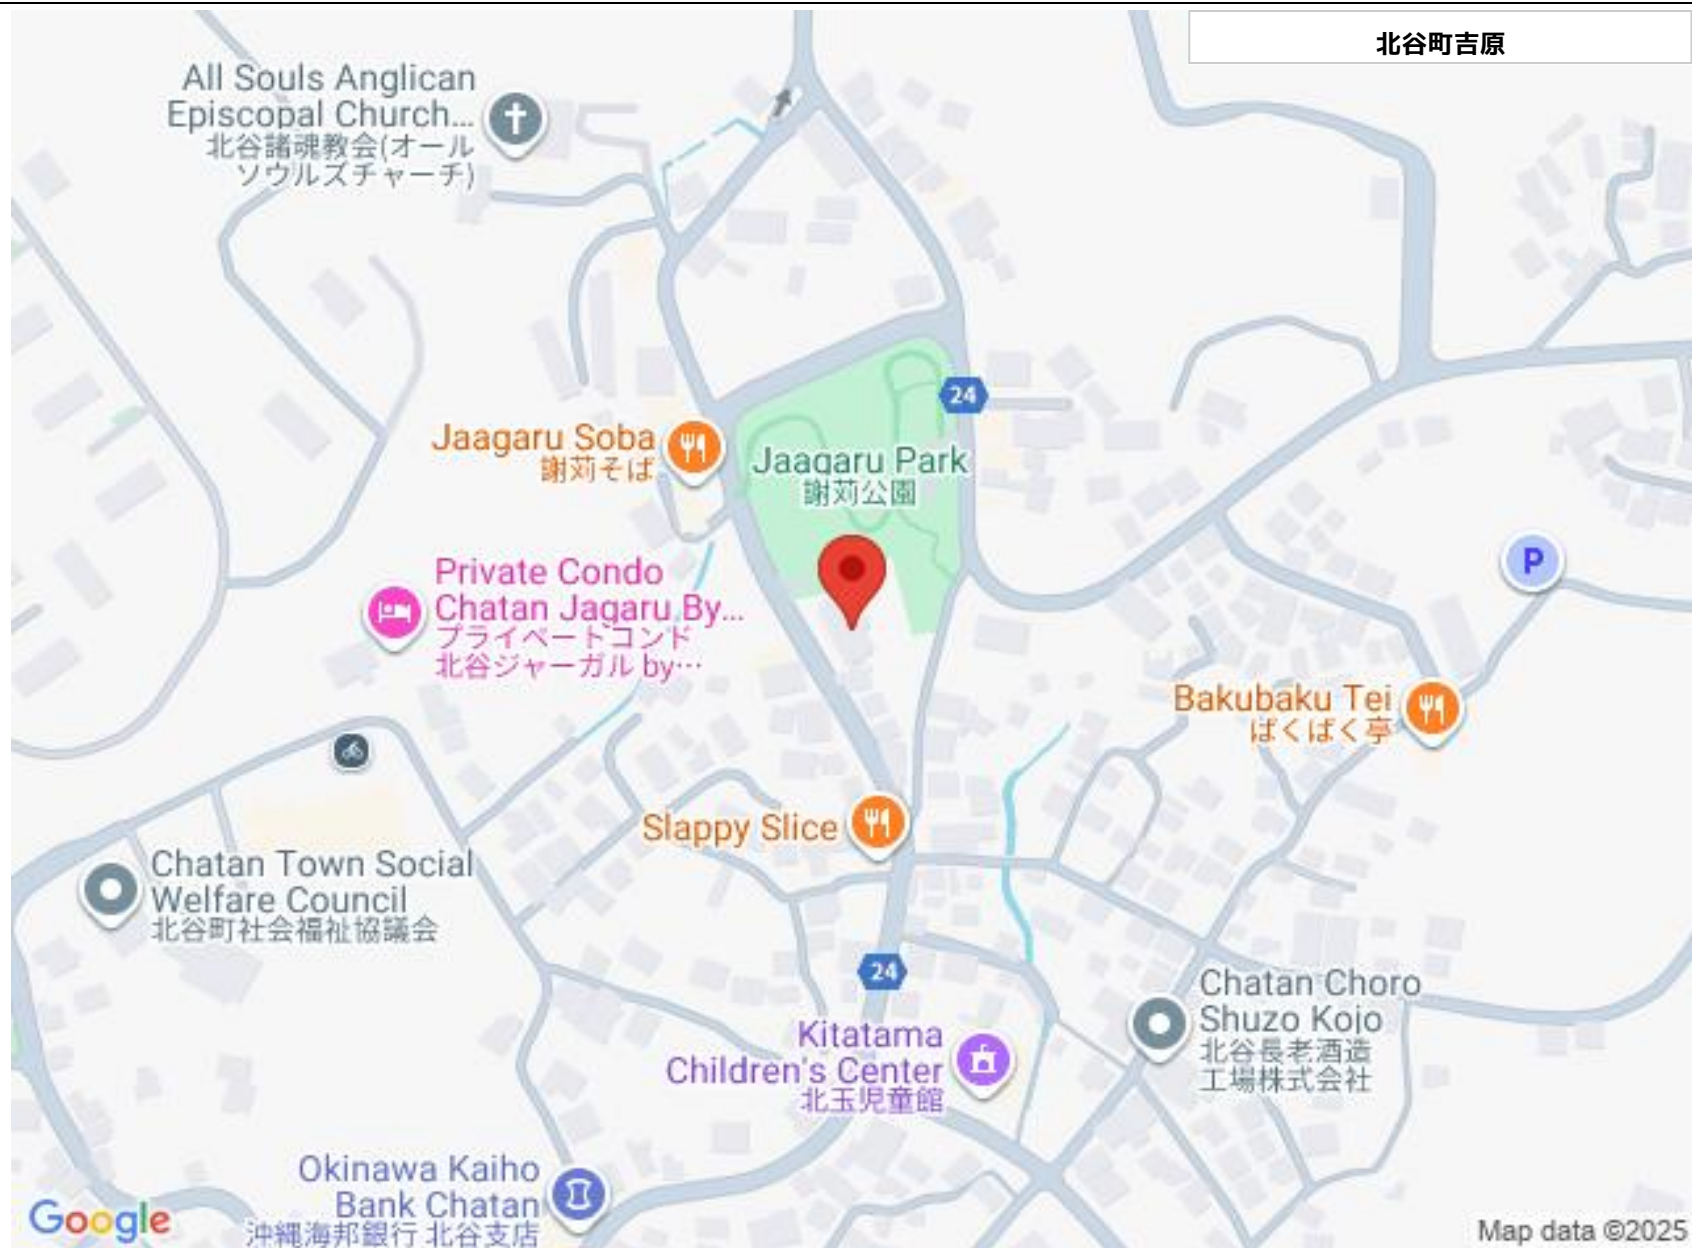 北谷町吉原
All Souls Anglican
Episcopal Church...
北谷諸魂教会(オール
ソウルズチャーチ)
24
Jaagaru Soba
謝苅そば
Jaagaru Park
謝苅公園
P
Private Condo
Chatan Jagaru By...
プライベートコンド
北谷ジャーガル by…
Bakubaku Tei
ばくばく亭
Slappy Slice
Chatan Town Social
Welfare Council
北谷町社会福祉協議会
24
Chatan Choro
Shuzo Kojo
北谷長老酒造
工場株式会社
Kitatama
Children's Center
北玉児童館
Okinawa Kaiho
Bank Chatan
沖縄海邦銀行 北谷支店
Google
Map data ©2025